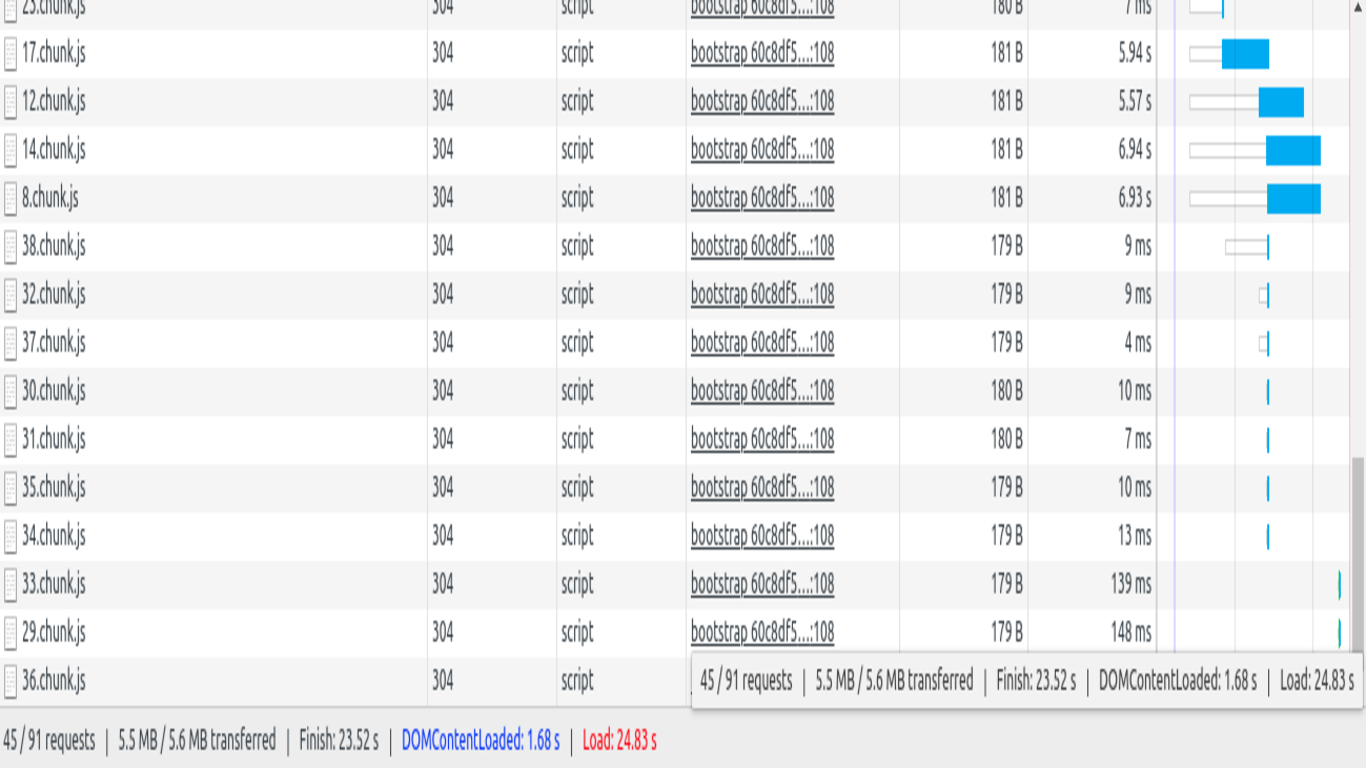 23.chunk.js 304 script bootstrap 60c8df5...:108 180 B 7 ms
17.chunk.js 304 script bootstrap 60c8df5...:108 181 B 5.94 s
12.chunk.js 304 script bootstrap 60c8df5...:108 181 B 5.57 s
14.chunk.js 304 script bootstrap 60c8df5...:108 181 B 6.94 s
8.chunk.js 304 script bootstrap 60c8df5...:108 181 B 6.93 s
38.chunk.js 304 script bootstrap 60c8df5...:108 179 B 9 ms
32.chunk.js 304 script bootstrap 60c8df5...:108 179 B 9 ms
37.chunk.js 304 script bootstrap 60c8df5...:108 179 B 4 ms
30.chunk.js 304 script bootstrap 60c8df5...:108 180 B 10 ms
31.chunk.js 304 script bootstrap 60c8df5...:108 180 B 7 ms
35.chunk.js 304 script bootstrap 60c8df5...:108 179 B 10 ms
34.chunk.js 304 script bootstrap 60c8df5...:108 179 B 13 ms
33.chunk.js 304 script bootstrap 60c8df5...:108 179 B 139 ms
29.chunk.js 304 script bootstrap 60c8df5...:108 179 B 148 ms
36.chunk.js 304 script
45 / 91 requests | 5.5 MB / 5.6 MB transferred | Finish: 23.52 s | DOMContentLoaded: 1.68 s | Load: 24.83 s
45 / 91 requests | 5.5 MB / 5.6 MB transferred | Finish: 23.52 s | DOMContentLoaded: 1.68 s | Load: 24.83 s